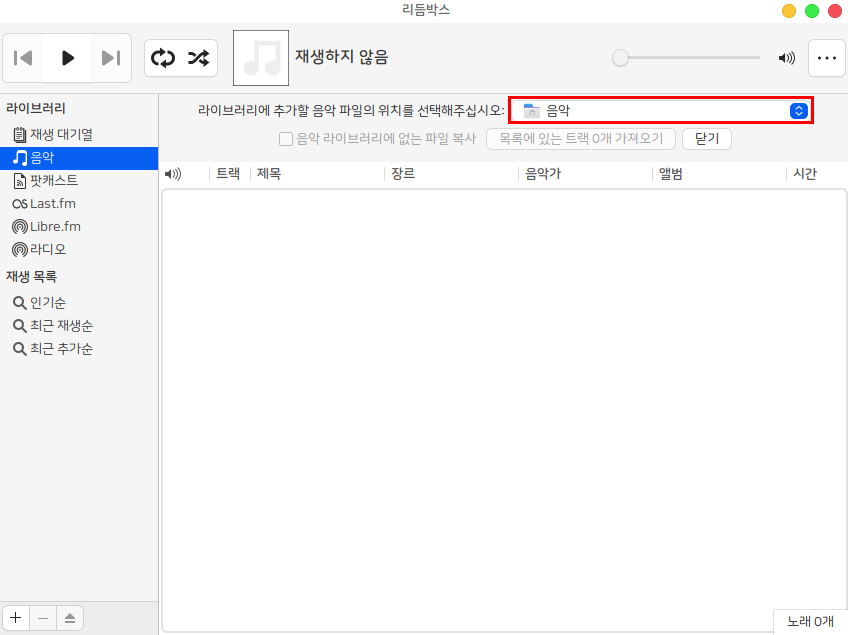 리듬박스
재생하지 않음
라이브러리
재생 대기열
음악
팟캐스트
Last.fm
Libre.fm
라디오
재생 목록
인기순
최근 재생순
최근 추가순
라이브러리에 추가할 음악 파일의 위치를 선택해주십시오: 음악
음악 라이브러리에 없는 파일 복사 목록에 있는 트랙 0개 가져오기 닫기
트랙 제목 장르 음악가 앨범 시간
노래 0개